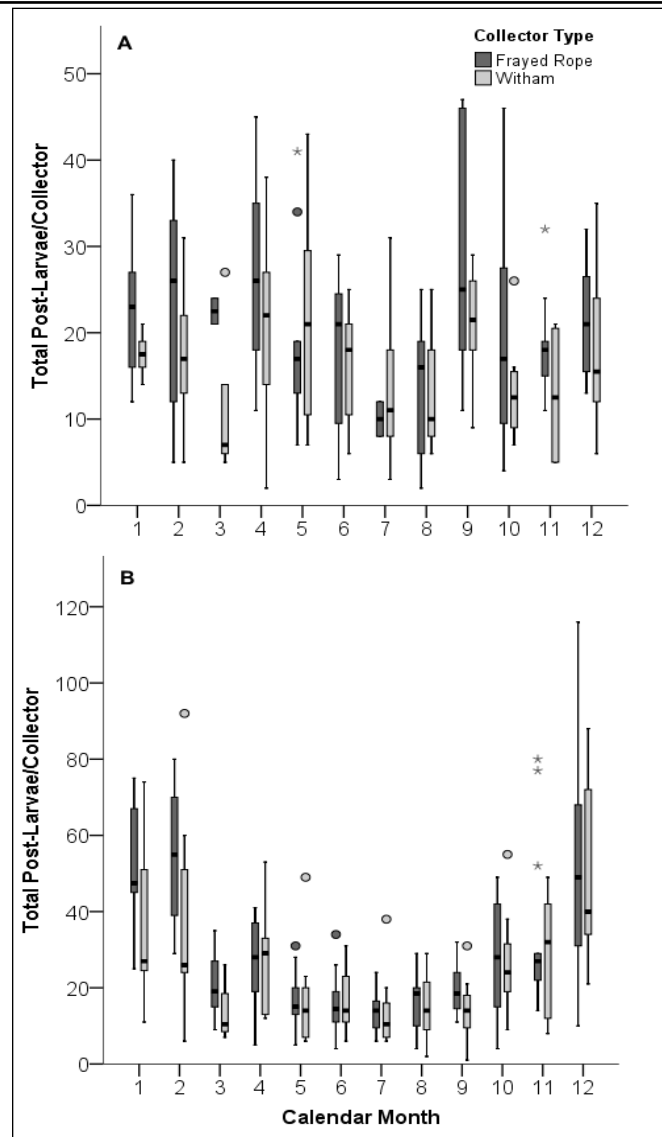 A
Collector Type
Frayed Rope
Witham
Total Post-Larvae/Collector
50
40
30
20
10
0
1 2 3 4 5 6 7 8 9 10 11 12
B
Total Post-Larvae/Collector
120
100
80
60
40
20
0
1 2 3 4 5 6 7 8 9 10 11 12
Calendar Month